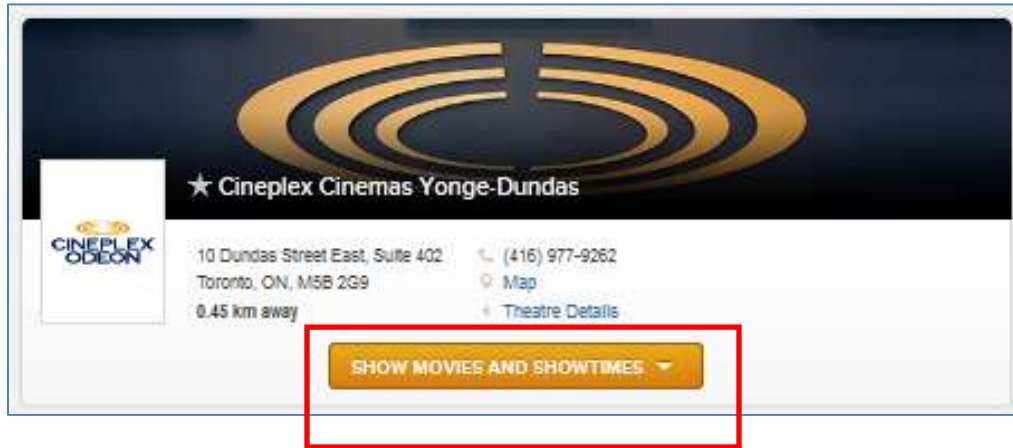 ★ Cineplex Cinemas Yonge-Dundas
CINEPLEX
ODEON
10 Dundas Street East, Suite 402
Toronto, ON, M5B 2G9
0.45 km away
(416) 977-9262
Map
Theatre Details
SHOW MOVIES AND SHOWTIMES